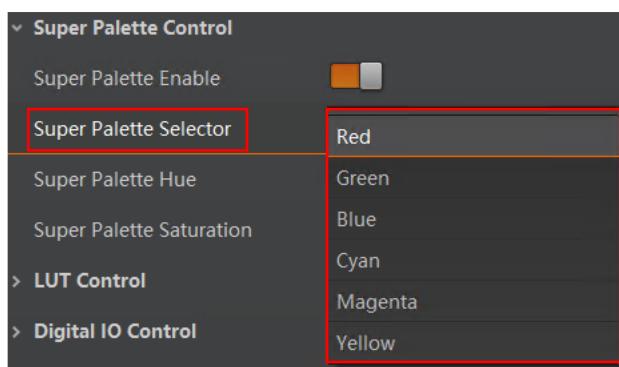 Super Palette Control
Super Palette Enable
Super Palette Selector
Red
Super Palette Hue
Green
Blue
Super Palette Saturation
Cyan
LUT Control
Magenta
Digital IO Control
Yellow